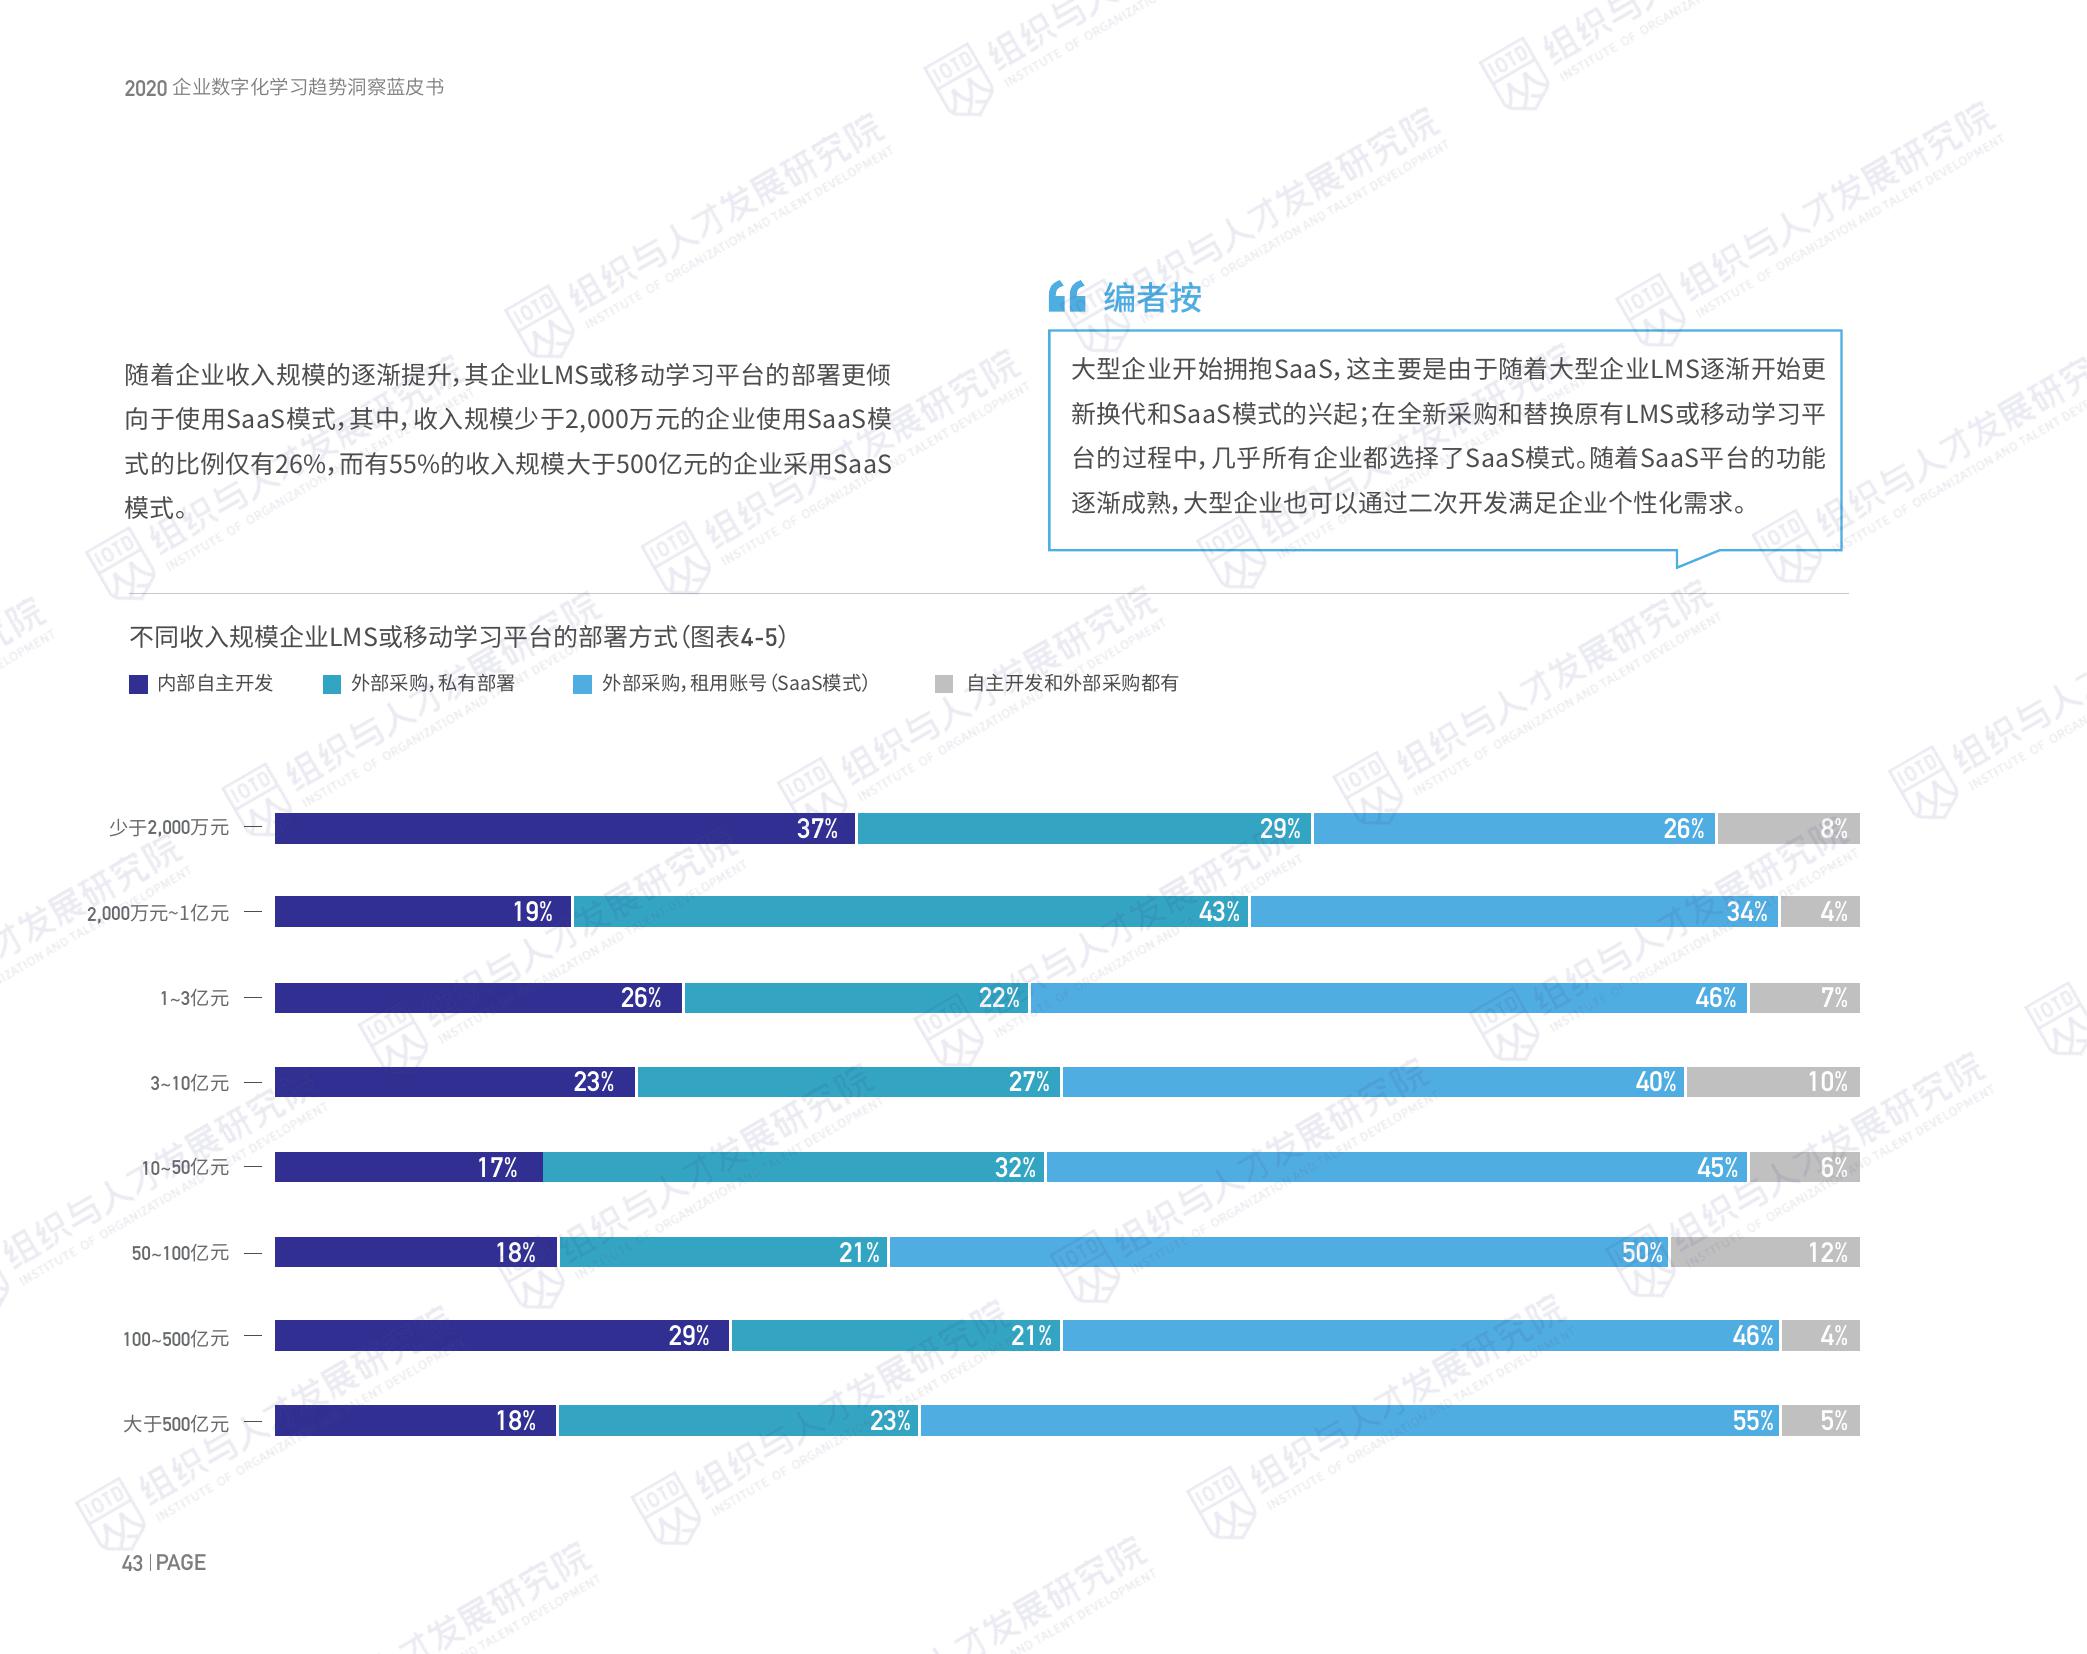 2020 企业数字化学习趋势洞察蓝皮书
随着企业收入规模的逐渐提升，其企业LMS或移动学习平台的部署更倾
向于使用SaaS模式，其中，收入规模少于2,000万元的企业使用SaaS模
式的比例仅有26%，而有55%的收入规模大于500亿元的企业采用SaaS
模式。
编者按
大型企业开始拥抱SaaS，这主要是由于随着大型企业LMS逐渐开始更
新换代和SaaS模式的兴起；在全新采购和替换原有LMS或移动学习平
台的过程中，几乎所有企业都选择了SaaS模式。随着SaaS平台的功能
逐渐成熟，大型企业也可以通过二次开发满足企业个性化需求。
不同收入规模企业LMS或移动学习平台的部署方式（图表4-5）
内部自主开发 外部采购，私有部署 外部采购，租用账号（SaaS模式） 自主开发和外部采购都有
少于2,000万元 37% 29% 26% 8%
2,000万元~1亿元 19% 43% 34% 4%
1~3亿元 26% 22% 46% 7%
3~10亿元 23% 27% 40% 10%
10~50亿元 17% 32% 45% 6%
50~100亿元 18% 21% 50% 12%
100~500亿元 29% 21% 46% 4%
大于500亿元 18% 23% 55% 5%
43 | PAGE
IOTD 组织与人才发展研究院
INSTITUTE OF ORGANIZATION AND TALENT DEVELOPMENT